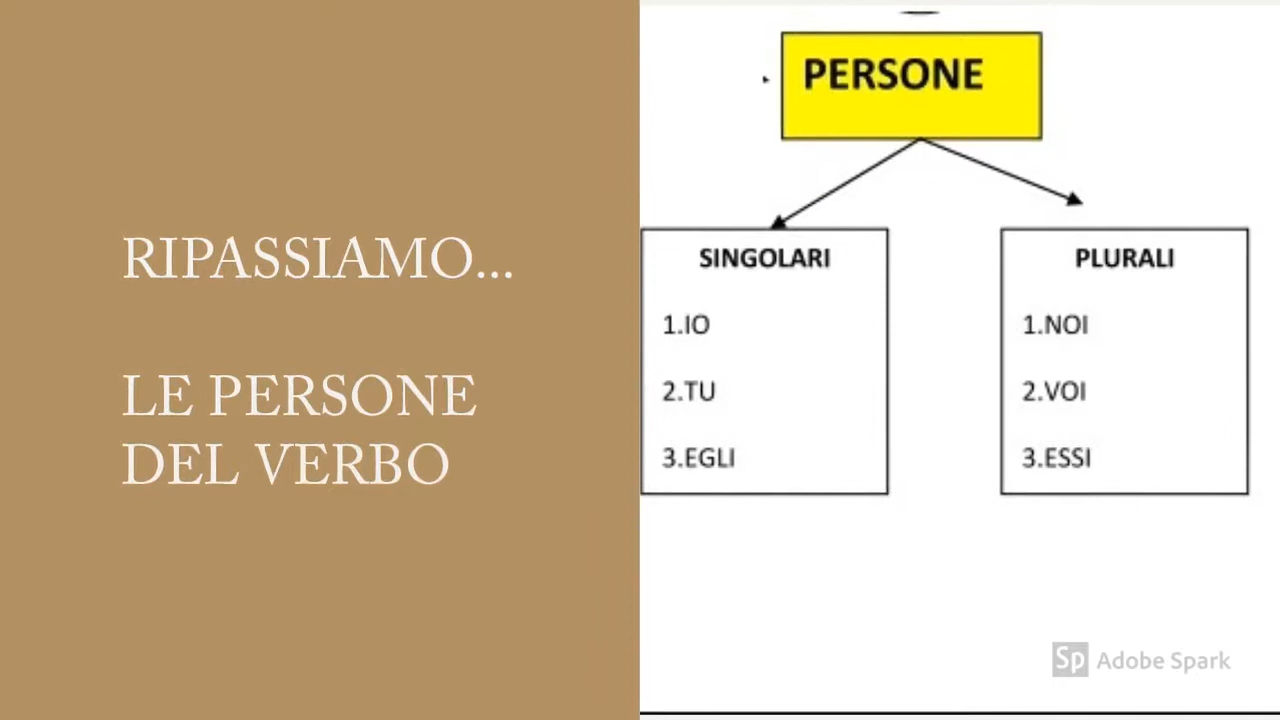 RIPASSIAMO...
LE PERSONE
DEL VERBO
PERSONE
SINGOLARI
1.IO
2.TU
3.EGLI
PLURALI
1.NOI
2.VOI
3.ESSI
Sp Adobe Spark